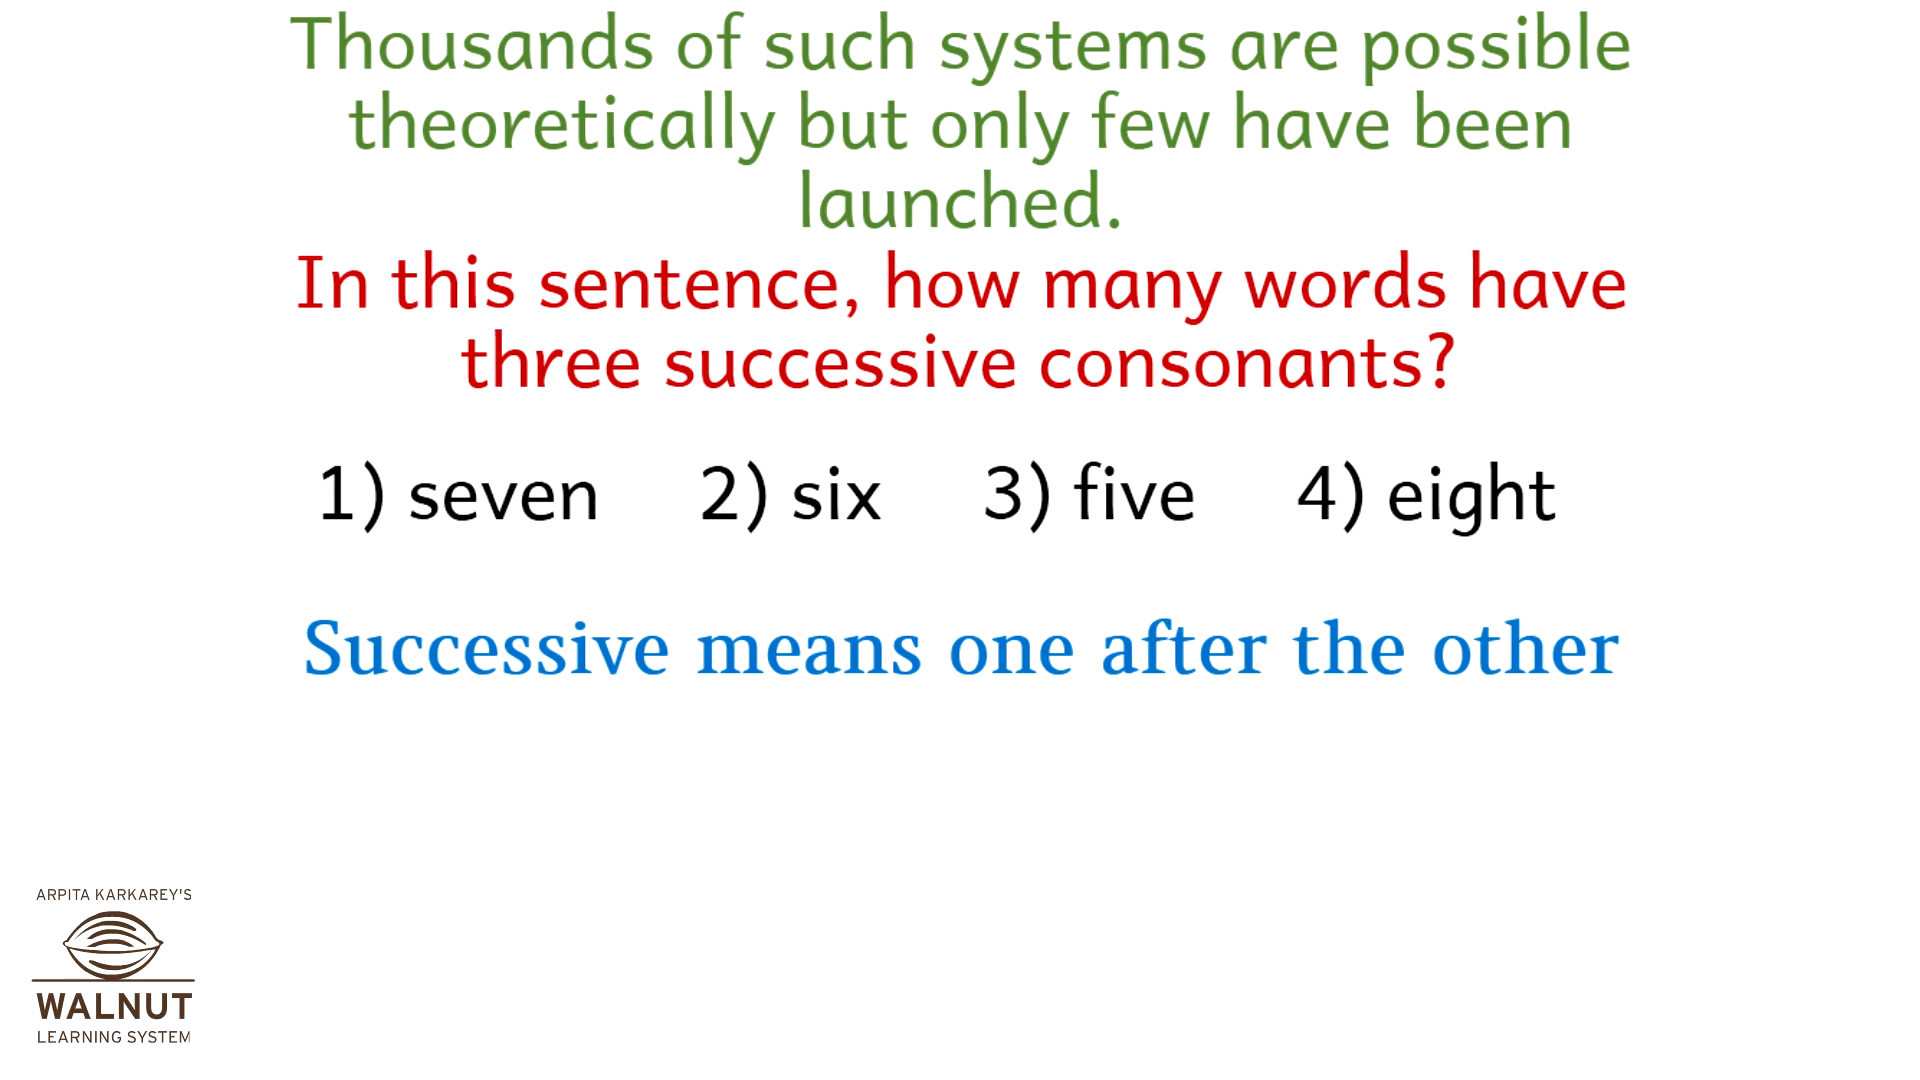 Thousands of such systems are possible
theoretically but only few have been
launched.
In this sentence, how many words have
three successive consonants?
1) seven 2) six 3) five 4) eight
Successive means one after the other
ARPITA KARKAREY'S
WALNUT
LEARNING SYSTEM